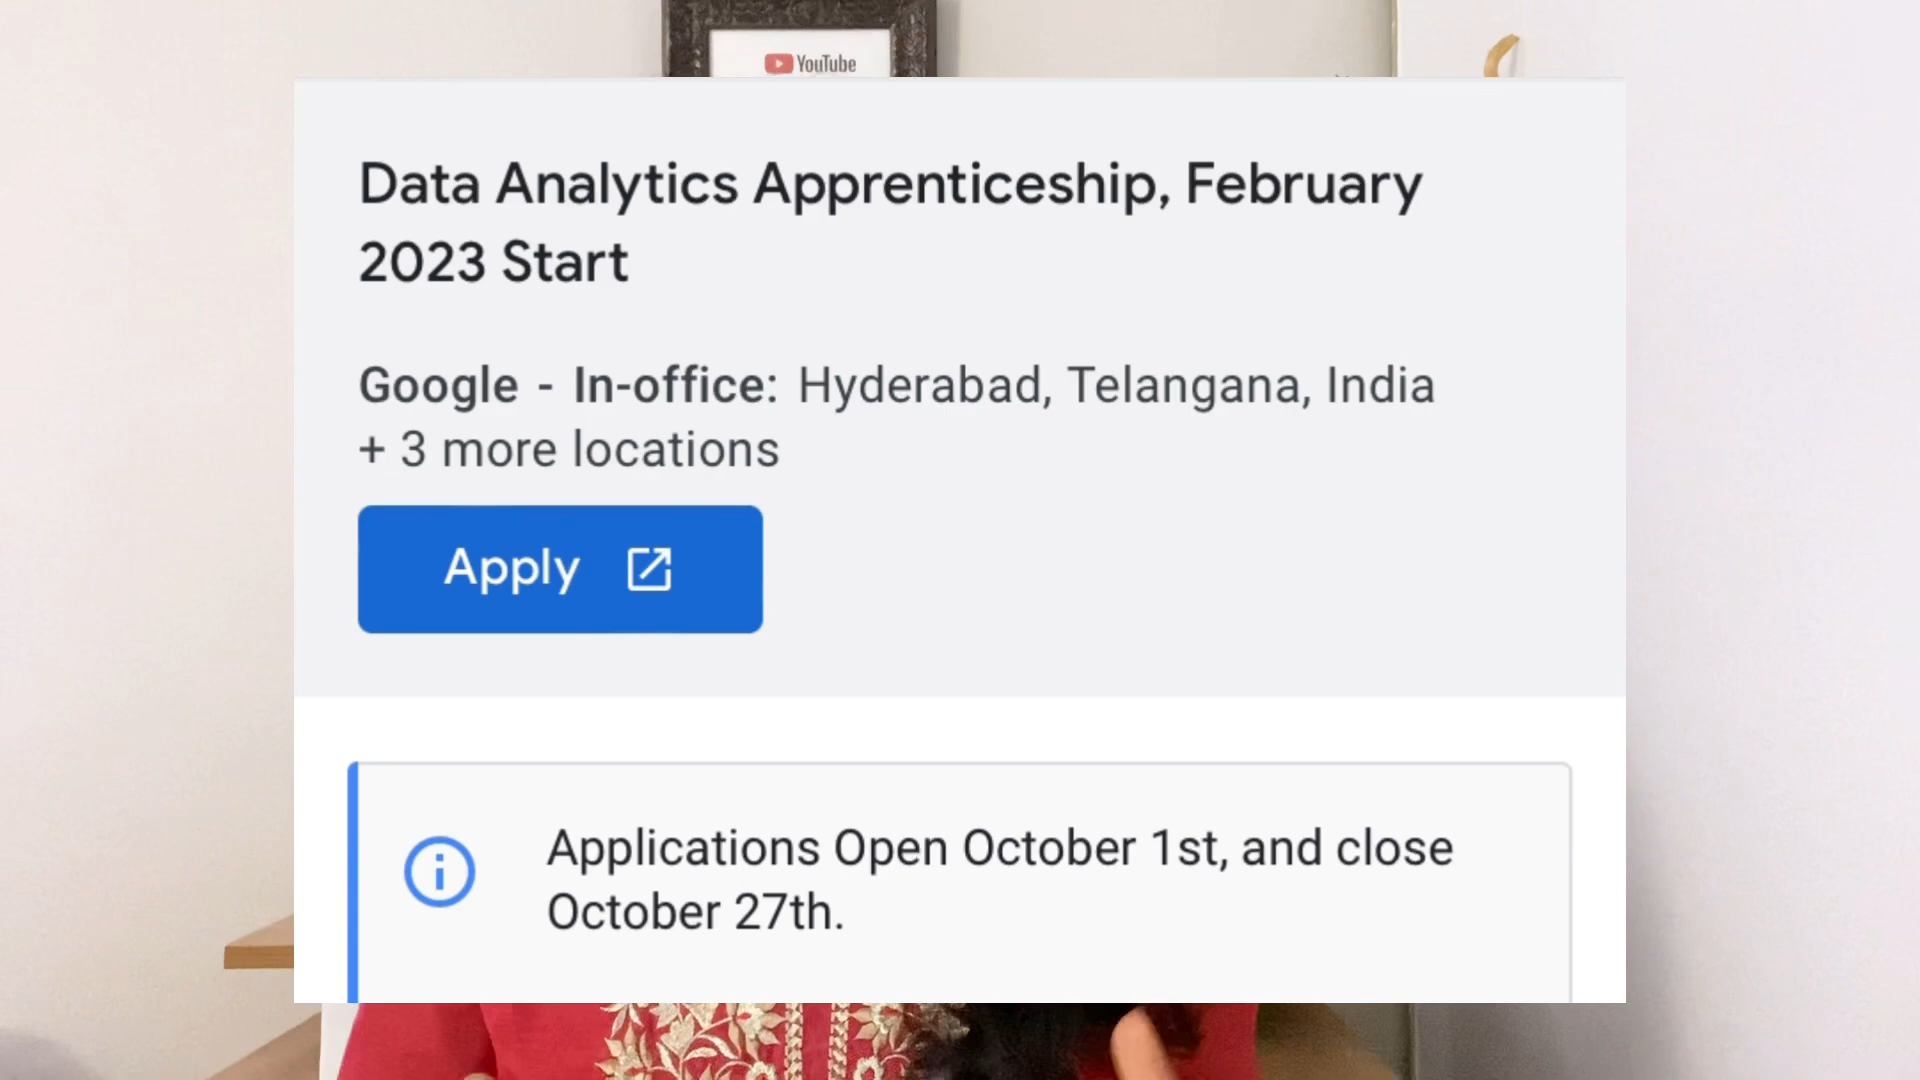 YouTube
Data Analytics Apprenticeship, February
2023 Start
Google - In-office: Hyderabad, Telangana, India
+ 3 more locations
Apply
Applications Open October 1st, and close
October 27th.